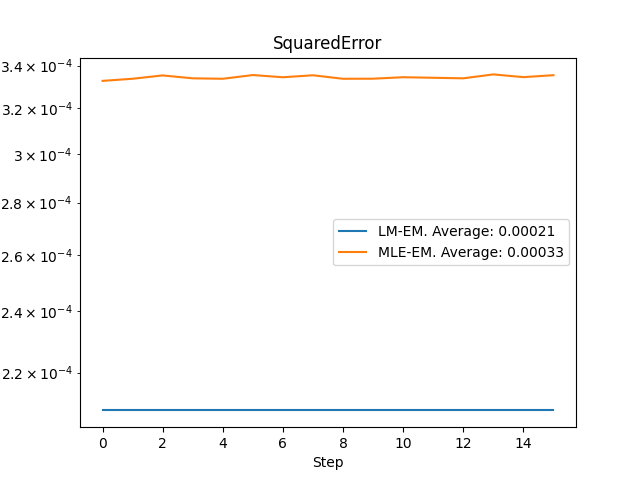 SquaredError
3.4 × 10⁻⁴
3.2 × 10⁻⁴
3 × 10⁻⁴
2.8 × 10⁻⁴
2.6 × 10⁻⁴
2.4 × 10⁻⁴
2.2 × 10⁻⁴
LM-EM. Average: 0.00021
MLE-EM. Average: 0.00033
0 2 4 6 8 10 12 14
Step